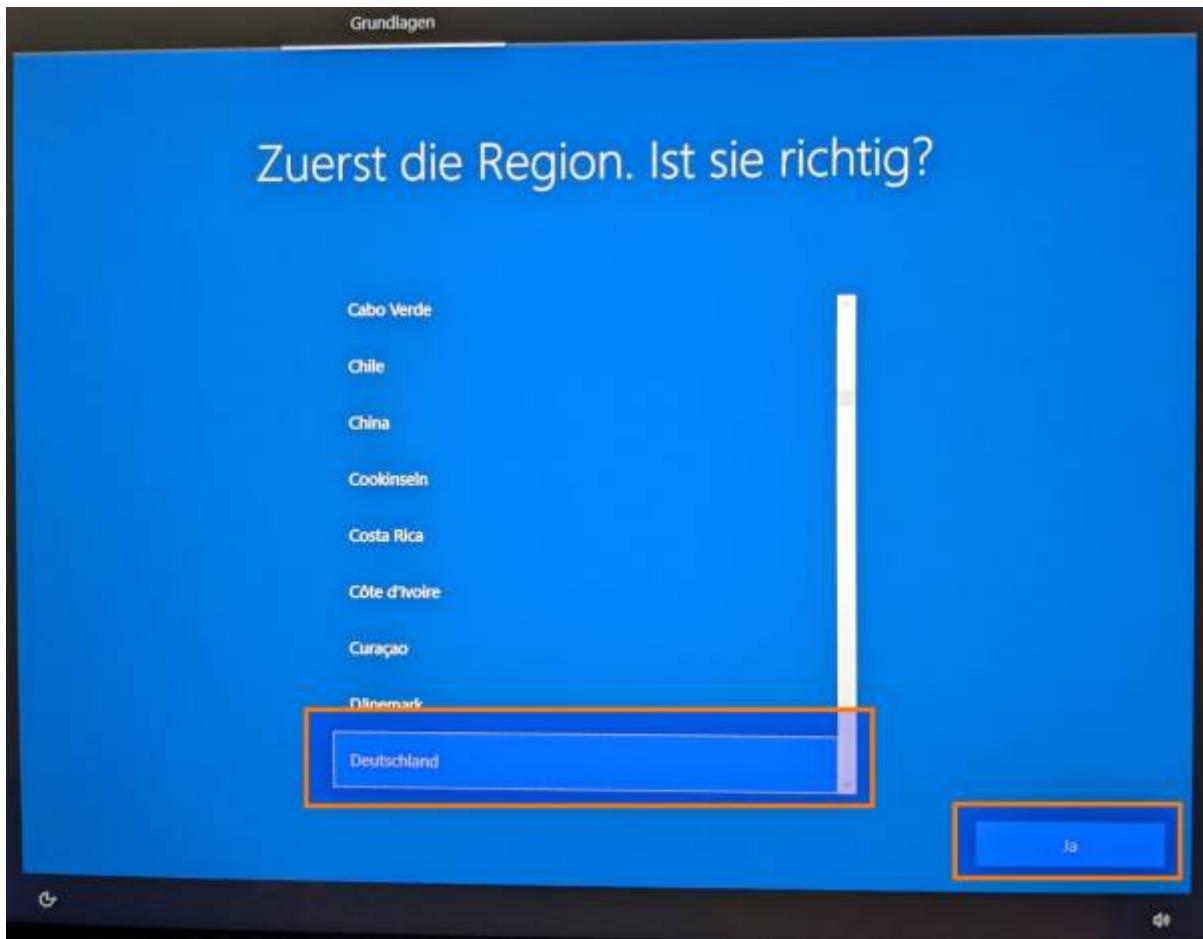 Grundlagen
Zuerst die Region. Ist sie richtig?
Cabo Verde
Chile
China
Cookinseln
Costa Rica
Côte d'Ivoire
Curaçao
Dänemark
Deutschland
Ja